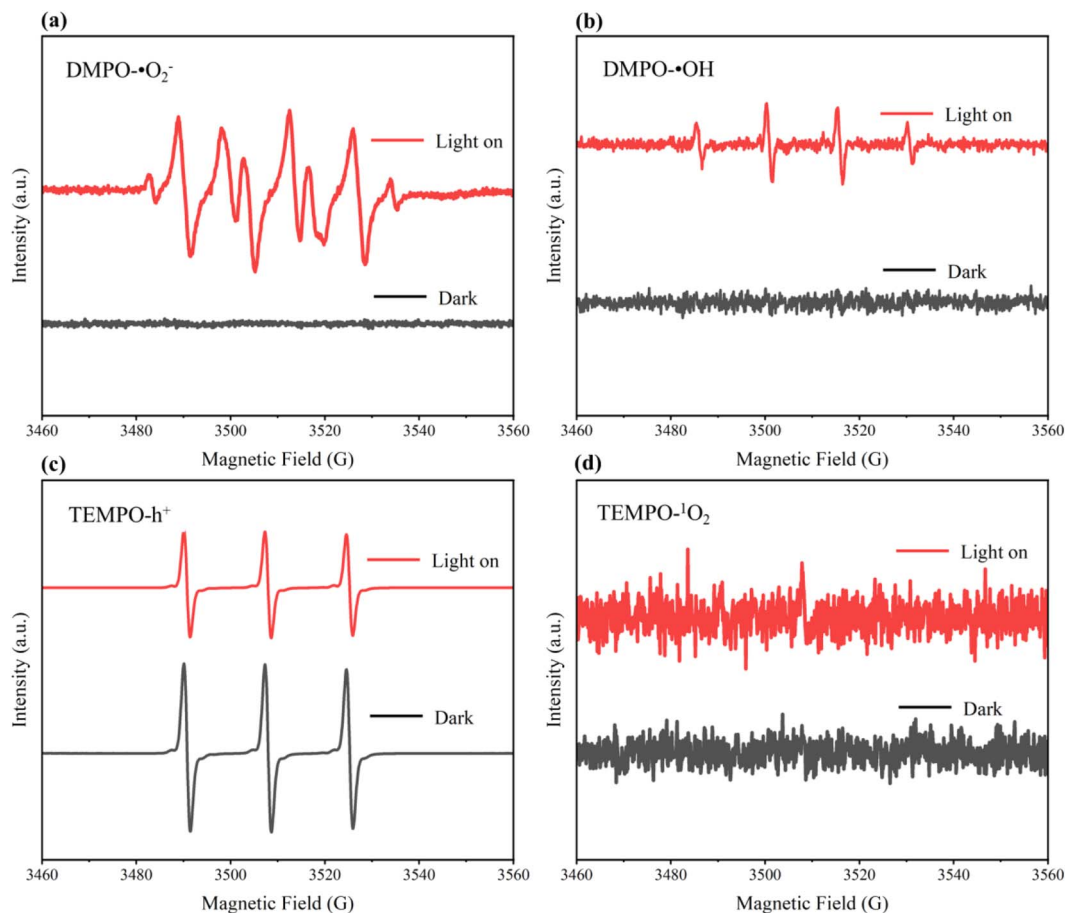 (a)
DMPO-•O₂⁻
Light on
Dark
Intensity (a.u.)
3460 3480 3500 3520 3540 3560
Magnetic Field (G)
(b)
DMPO-•OH
Light on
Dark
Intensity (a.u.)
3460 3480 3500 3520 3540 3560
Magnetic Field (G)
(c)
TEMPO-h⁺
Light on
Dark
Intensity (a.u.)
3460 3480 3500 3520 3540 3560
Magnetic Field (G)
(d)
TEMPO-¹O₂
Light on
Dark
Intensity (a.u.)
3460 3480 3500 3520 3540 3560
Magnetic Field (G)